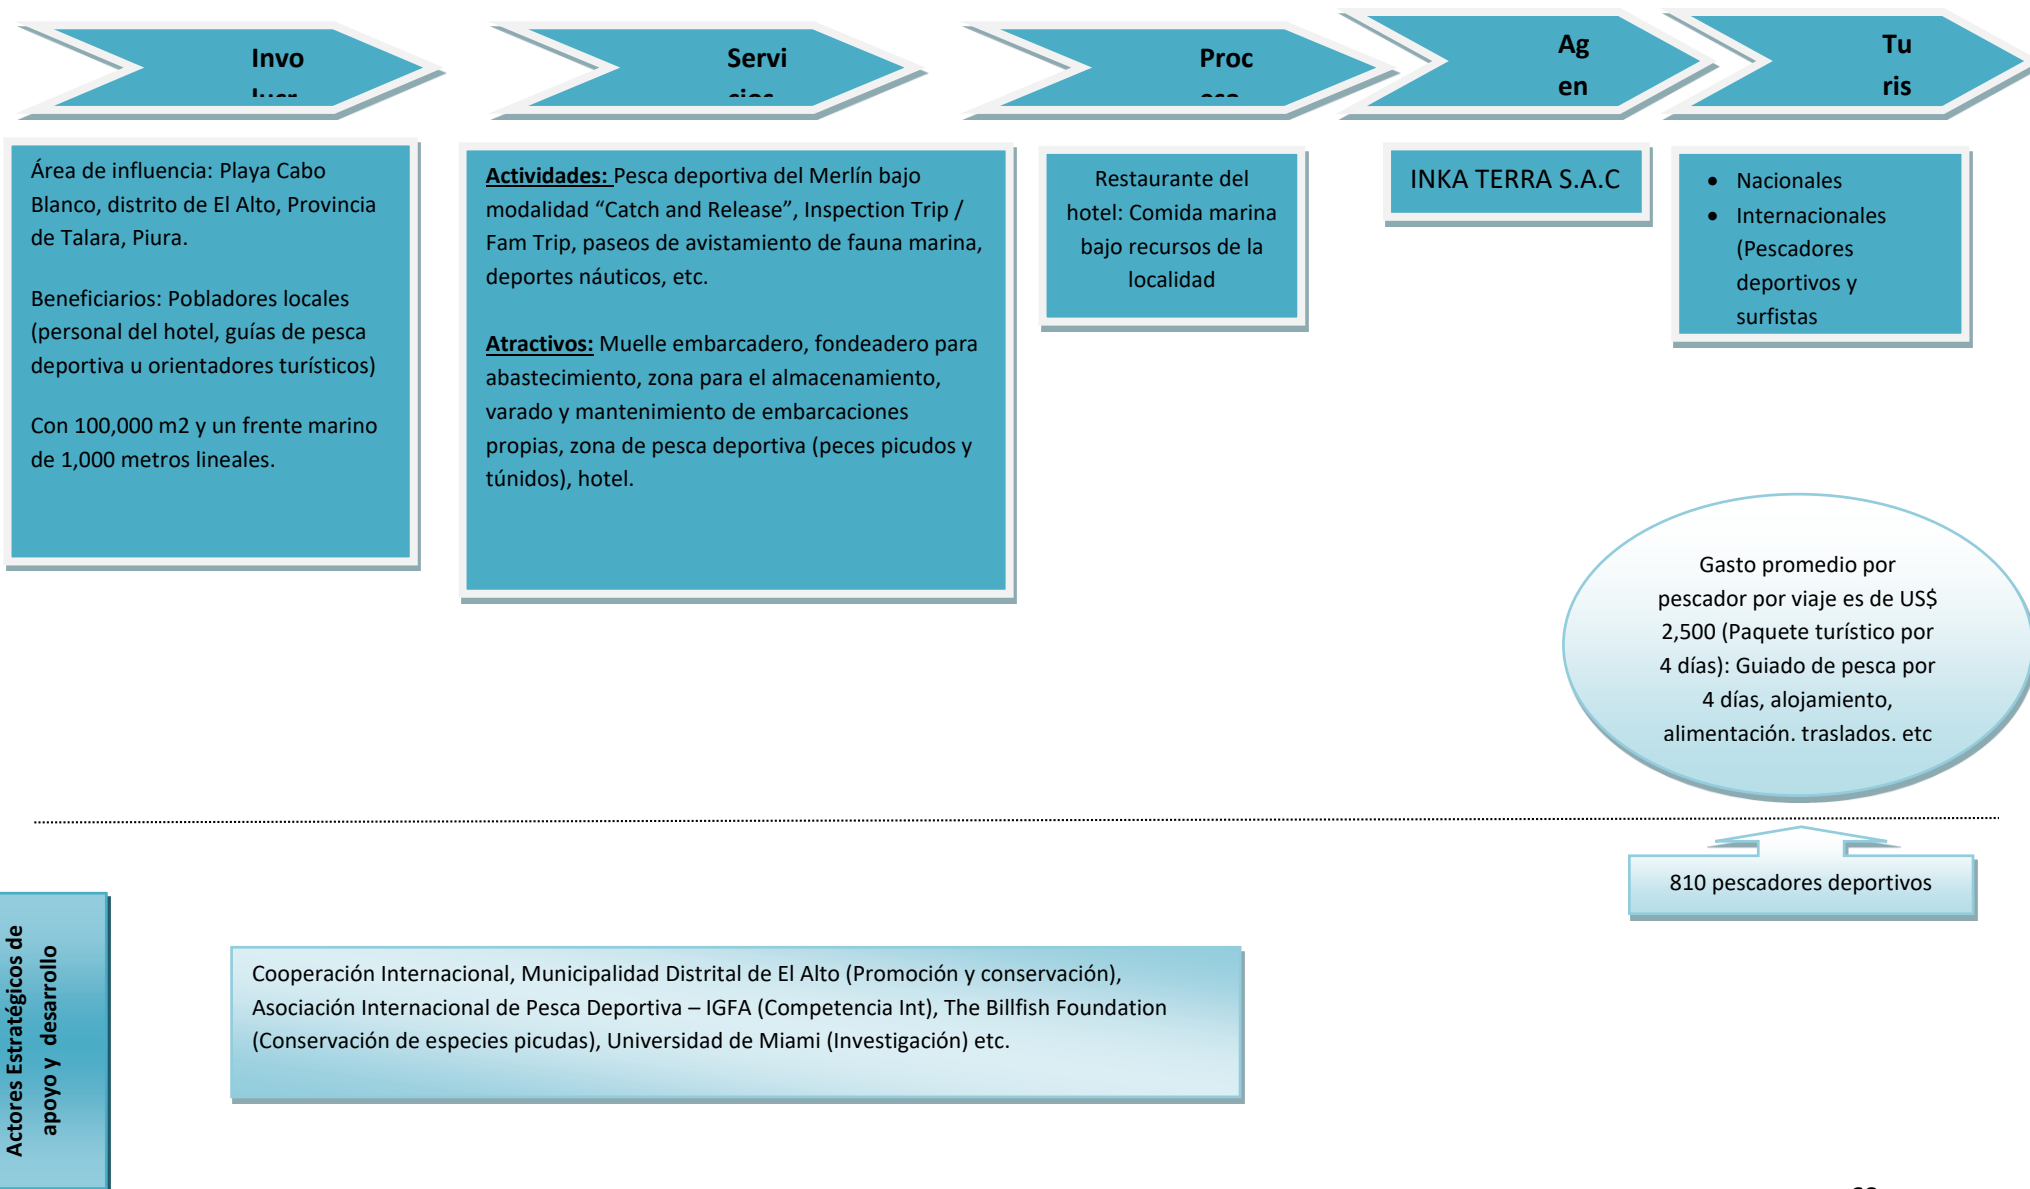 Invo
Servi
Proc
Ag
en
Tu
ris
Área de influencia: Playa Cabo
Blanco, distrito de El Alto, Provincia
de Talara, Piura.
Beneficiarios: Pobladores locales
(personal del hotel, guías de pesca
deportiva u orientadores turísticos)
Con 100,000 m2 y un frente marino
de 1,000 metros lineales.
Actividades: Pesca deportiva del Merlín bajo
modalidad “Catch and Release”, Inspection Trip /
Fam Trip, paseos de avistamiento de fauna marina,
deportes náuticos, etc.
Atractivos: Muelle embarcadero, fondeadero para
abastecimiento, zona para el almacenamiento,
varado y mantenimiento de embarcaciones
propias, zona de pesca deportiva (peces picudos y
túnidos), hotel.
Restaurante del
hotel: Comida marina
bajo recursos de la
localidad
INKA TERRA S.A.C
• Nacionales
• Internacionales
(Pescadores
deportivos y
surfistas
Gasto promedio por
pescador por viaje es de US$
2,500 (Paquete turístico por
4 días): Guiado de pesca por
4 días, alojamiento,
alimentación, traslados, etc
810 pescadores deportivos
Actores Estratégicos de
apoyo y desarrollo
Cooperación Internacional, Municipalidad Distrital de El Alto (Promoción y conservación),
Asociación Internacional de Pesca Deportiva – IGFA (Competencia Int), The Billfish Foundation
(Conservación de especies picudas), Universidad de Miami (Investigación) etc.